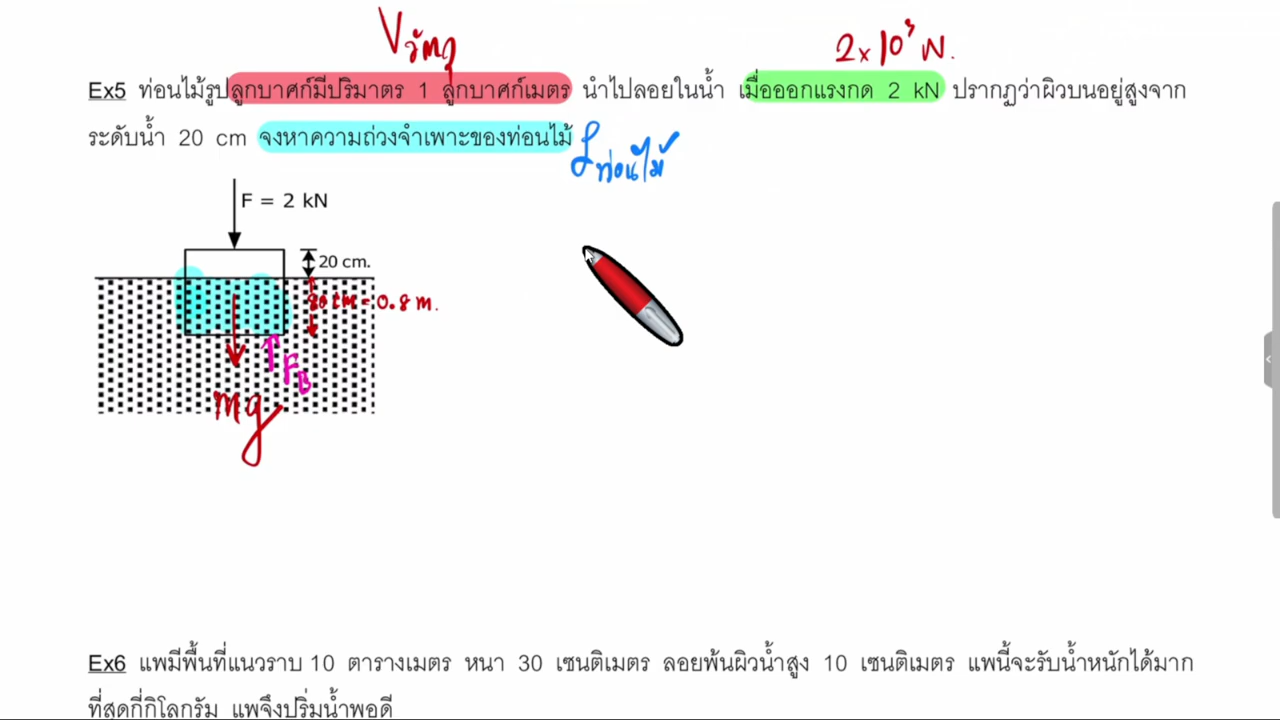 Vวัตถุ
2×10³ N.
Ex5 ท่อนไม้รูปลูกบาศก์มีปริมาตร 1 ลูกบาศก์เมตร นำไปลอยในน้ำ เมื่อออกแรงกด 2 kN ปรากฏว่าผิวบนอยู่สูงจาก
ระดับน้ำ 20 cm จงหาความถ่วงจำเพาะของท่อนไม้
ท่อนไม้
F = 2 kN
20 cm.
80 cm = 0.8 m.
FB
mg
Ex6 แพมีพื้นที่แนวราบ 10 ตารางเมตร หนา 30 เซนติเมตร ลอยพ้นผิวน้ำสูง 10 เซนติเมตร แพนี้จะรับน้ำหนักได้มาก
ที่สุดกี่กิโลกรัม แพจึงปริ่มน้ำพอดี